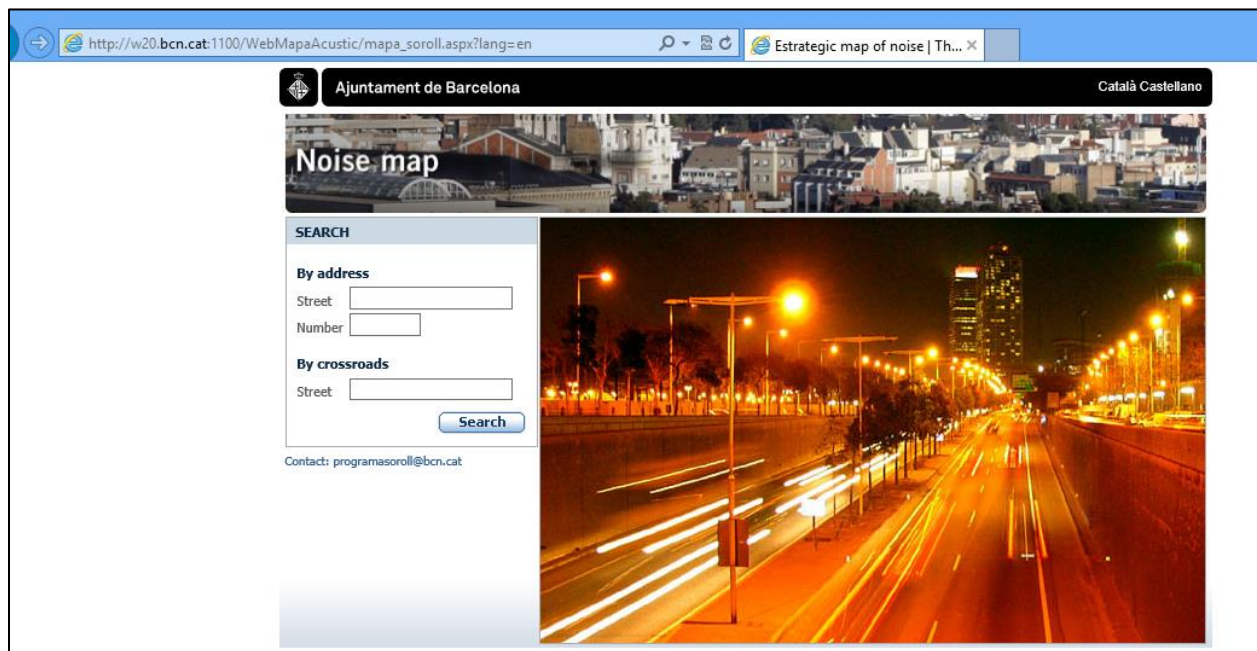 http://w20.bcn.cat:1100/WebMapaAcustic/mapa_soroll.aspx?lang=en
Estrategic map of noise | Th...
Ajuntament de Barcelona
Català Castellano
Noise map
SEARCH
By address
Street
Number
By crossroads
Street
Search
Contact: programasoroll@bcn.cat